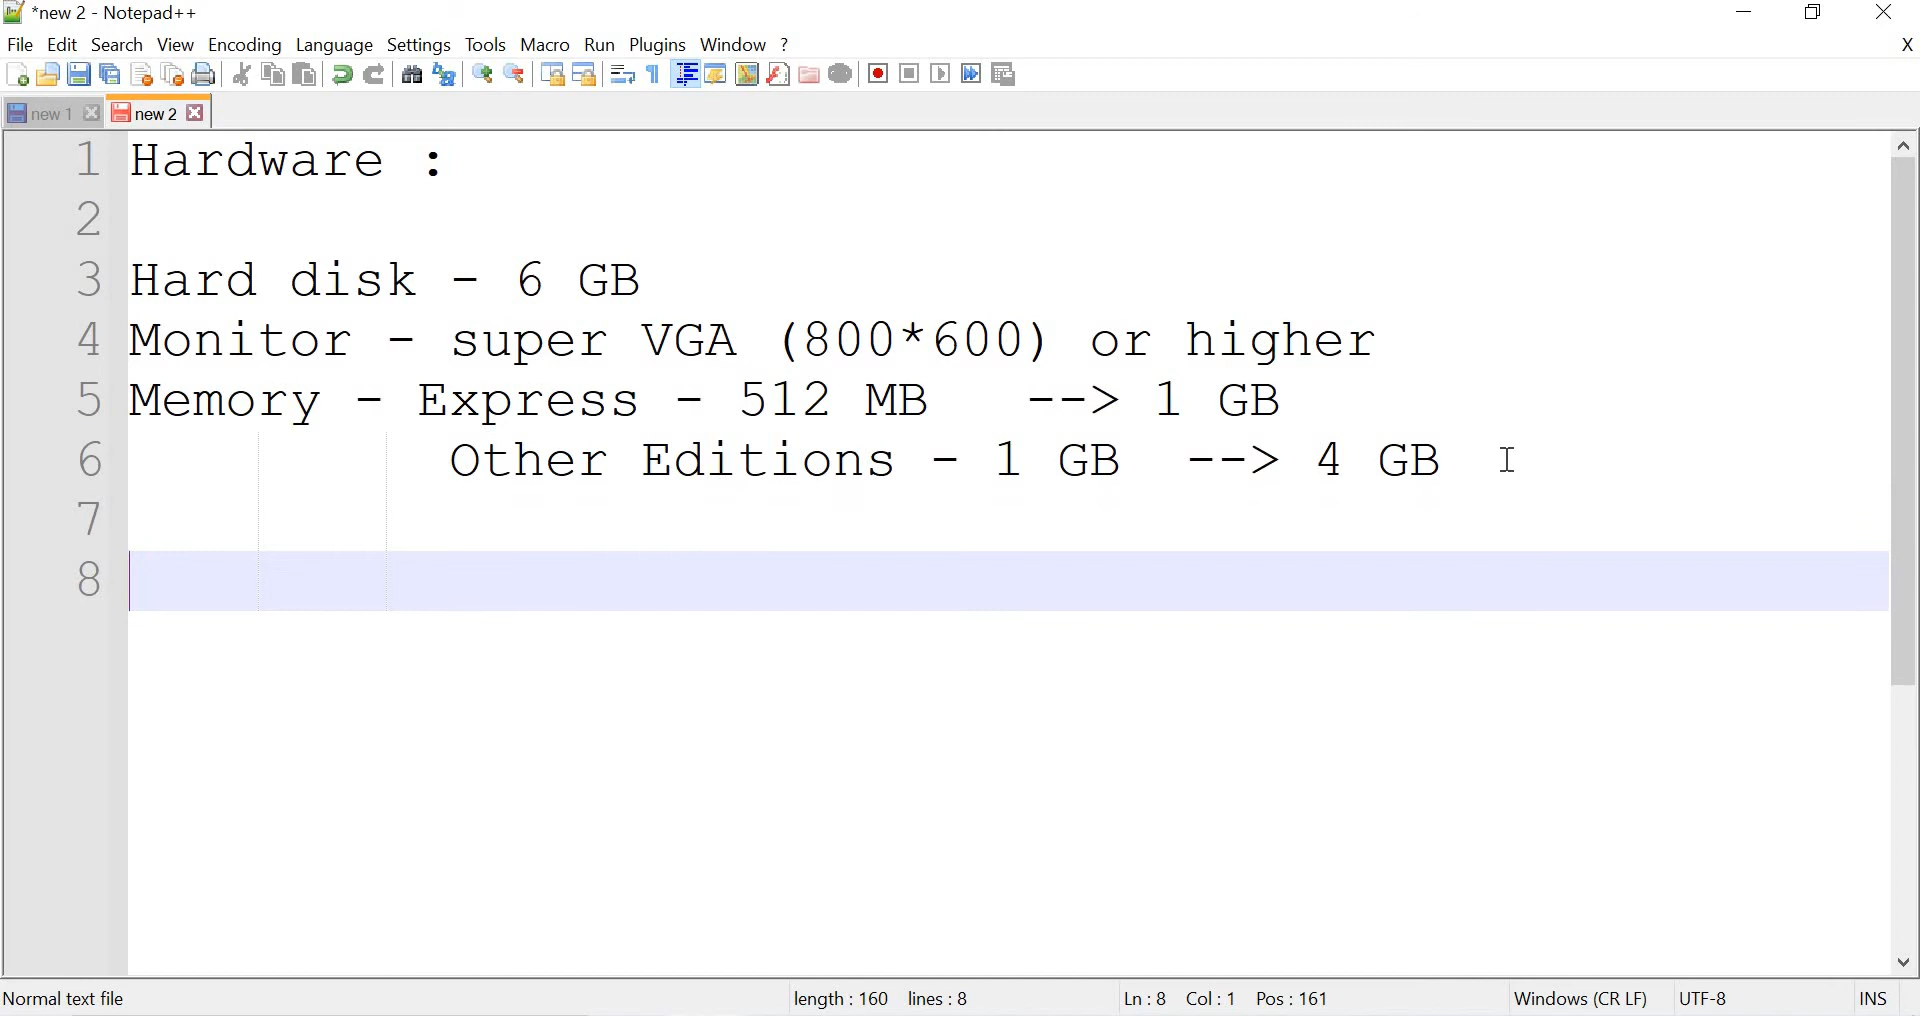 *new 2 - Notepad++
File Edit Search View Encoding Language Settings Tools Macro Run Plugins Window ? X
new 1 new 2
1 Hardware :
2
3 Hard disk - 6 GB
4 Monitor - super VGA (800*600) or higher
5 Memory - Express - 512 MB --> 1 GB
6 Other Editions - 1 GB --> 4 GB
7
8
Normal text file length : 160 lines : 8 Ln : 8 Col : 1 Pos : 161 Windows (CR LF) UTF-8 INS